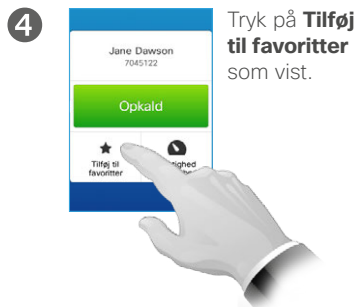 4
Tryk på Tilføj
til favoritter
som vist.
Jane Dawson
7045122
Opkald
Tilføj til
favoritter